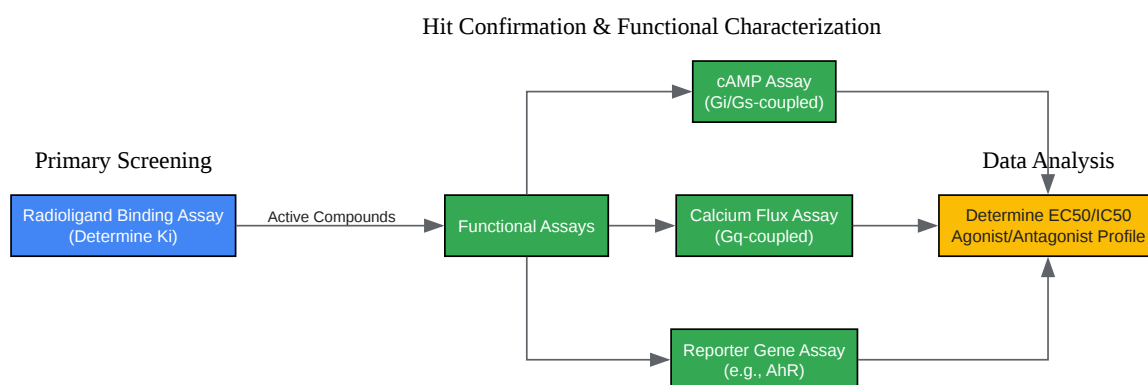 Hit Confirmation & Functional Characterization
cAMP Assay
(Gi/Gs-coupled)
Primary Screening
Data Analysis
Radioligand Binding Assay
(Determine Ki)
Active Compounds
Functional Assays
Calcium Flux Assay
(Gq-coupled)
Determine EC50/IC50
Agonist/Antagonist Profile
Reporter Gene Assay
(e.g., AhR)